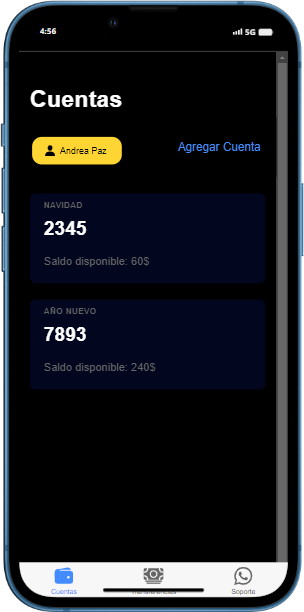 4:56
5G
Cuentas
Andrea Paz
Agregar Cuenta
NAVIDAD
2345
Saldo disponible: 60$
AÑO NUEVO
7893
Saldo disponible: 240$
Cuentas
Transferencias
Soporte